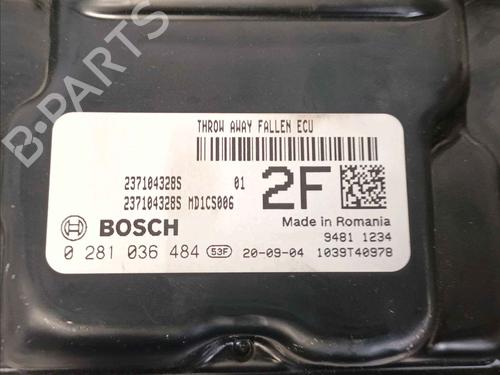 B-PARTS
THROW AWAY FALLEN ECU
237104328S 01
237104328S MD1CS006
2F
BOSCH
Made in Romania
9481 1234
0 281 036 484 53F 20-09-04 1039T40978